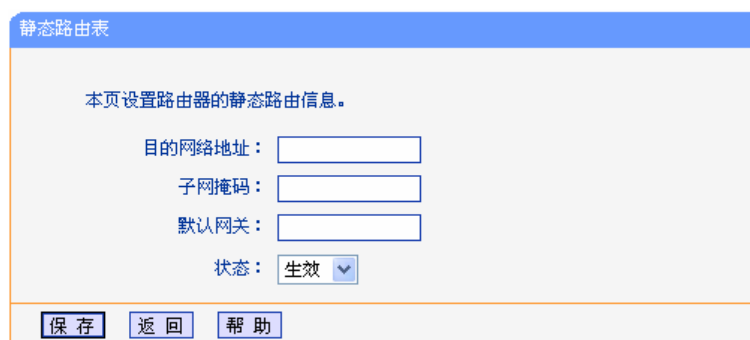 静态路由表
本页设置路由器的静态路由信息。
目的网络地址：
子网掩码：
默认网关：
状态： 生效
保 存 返 回 帮 助